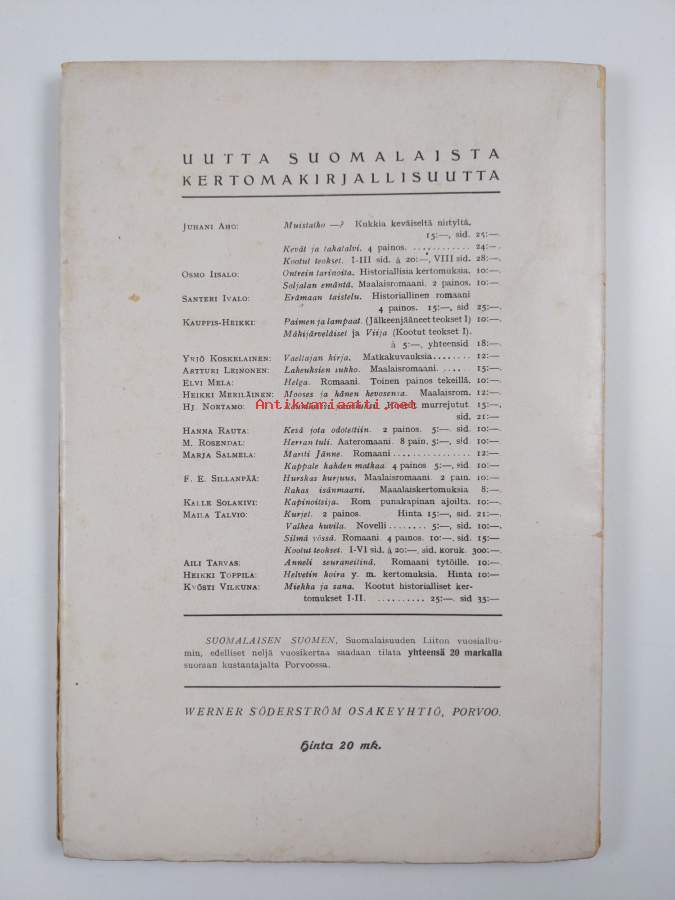 UUTTA SUOMALAISTA
KERTOMAKIRJALLISUUTTA
JUHANI AHO: Muistatko —? Kukkia keväiseltä niityltä.
15:—, sid. 25:—
Kevät ja takatalvi. 4 painos. . . . . . . . . . . . . 24:—
Kootut teokset. I-III sid. à 20:—, VIII sid. 28:—.
OSMO IISALO: Ontrein tarinoita. Historiallisia kertomuksia. 10:—.
Soljalan emäntä. Maalaisromaani. 2 painos. 10:—.
SANTERI IVALO: Erämaan taistelu. Historiallinen romaani
4 painos. 15:—, sid 25:—.
KAUPPIS-HEIKKI: Paimen ja lampaat. (Jälkeenjääneet teokset I) 10:—.
Mähijärveläiset ja Viija (Kootut teokset I).
à 5:—, yhteensid 18:—.
YRJÖ KOSKELAINEN: Vaeltajan kirja. Matkakuvauksia . . . . . . . . 12:—
ARTTURI LEINONEN: Lakeuksien lukko. Maalaisromaani. . . . . . 15:—.
ELVI MELA: Helga. Romaani. Toinen painos tekeillä. 10:—.
HEIKKI MERILÄINEN: Mooses ja hänen hevosensa. Maalaisrom. 12:—
HJ. NORTAMO: murrejutut. 15:—,
sid. 21:—
HANNA RAUTA: Kesä jota odotettiin. 2 painos. 5:—. sid. 10:—
M. ROSENDAL: Herran tuli. Aateromaani. 8 pain. 5:—, sid. 10:—
MARJA SALMELA: Martti Jänne. Romaani . . . . . . . . . . . . . . . . 12:—
Kappale kahden matkaa. 4 painos 5:—, sid 10:—
F. E. SILLANPÄÄ: Hurskas kurjuus. Maalaisromaani. 2 pain. 10:—
Rakas isänmaani. Maaalaiskertomuksia 8:—.
KALLE SOLAKIVI: Kapinoitsija. Rom punakapinan ajoilta. 10:—.
MAILA TALVIO: Kurjet. 2 painos. Hinta 15:—, sid. 21:—.
Valkea huvila. Novelli . . . . . . . . 5:—, sid. 10:—.
Silmä yössä. Romaani. 4 painos. 10:—. sid. 15:—
Kootut teokset. I-VI sid. à 20:—. sid. koruk. 300:—.
AILI TARVAS: Anneli seuraneitinä. Romaani tytöille. 10:—.
HEIKKI TOPPILA: Helvetin koira y. m. kertomuksia. Hinta 10:—
KYÖSTI VILKUNA: Miekka ja sana. Kootut historialliset ker-
tomukset I-II. . . . . . . . . . . 25:—. sid 35:—
Antikvariaatti.net
SUOMALAISEN SUOMEN, Suomalaisuuden Liiton vuosialbu-
min, edelliset neljä vuosikertaa saadaan tilata yhteensä 20 markalla
suoraan kustantajalta Porvoossa.
WERNER SÖDERSTRÖM OSAKEYHTIÖ, PORVOO.
Hinta 20 mk.